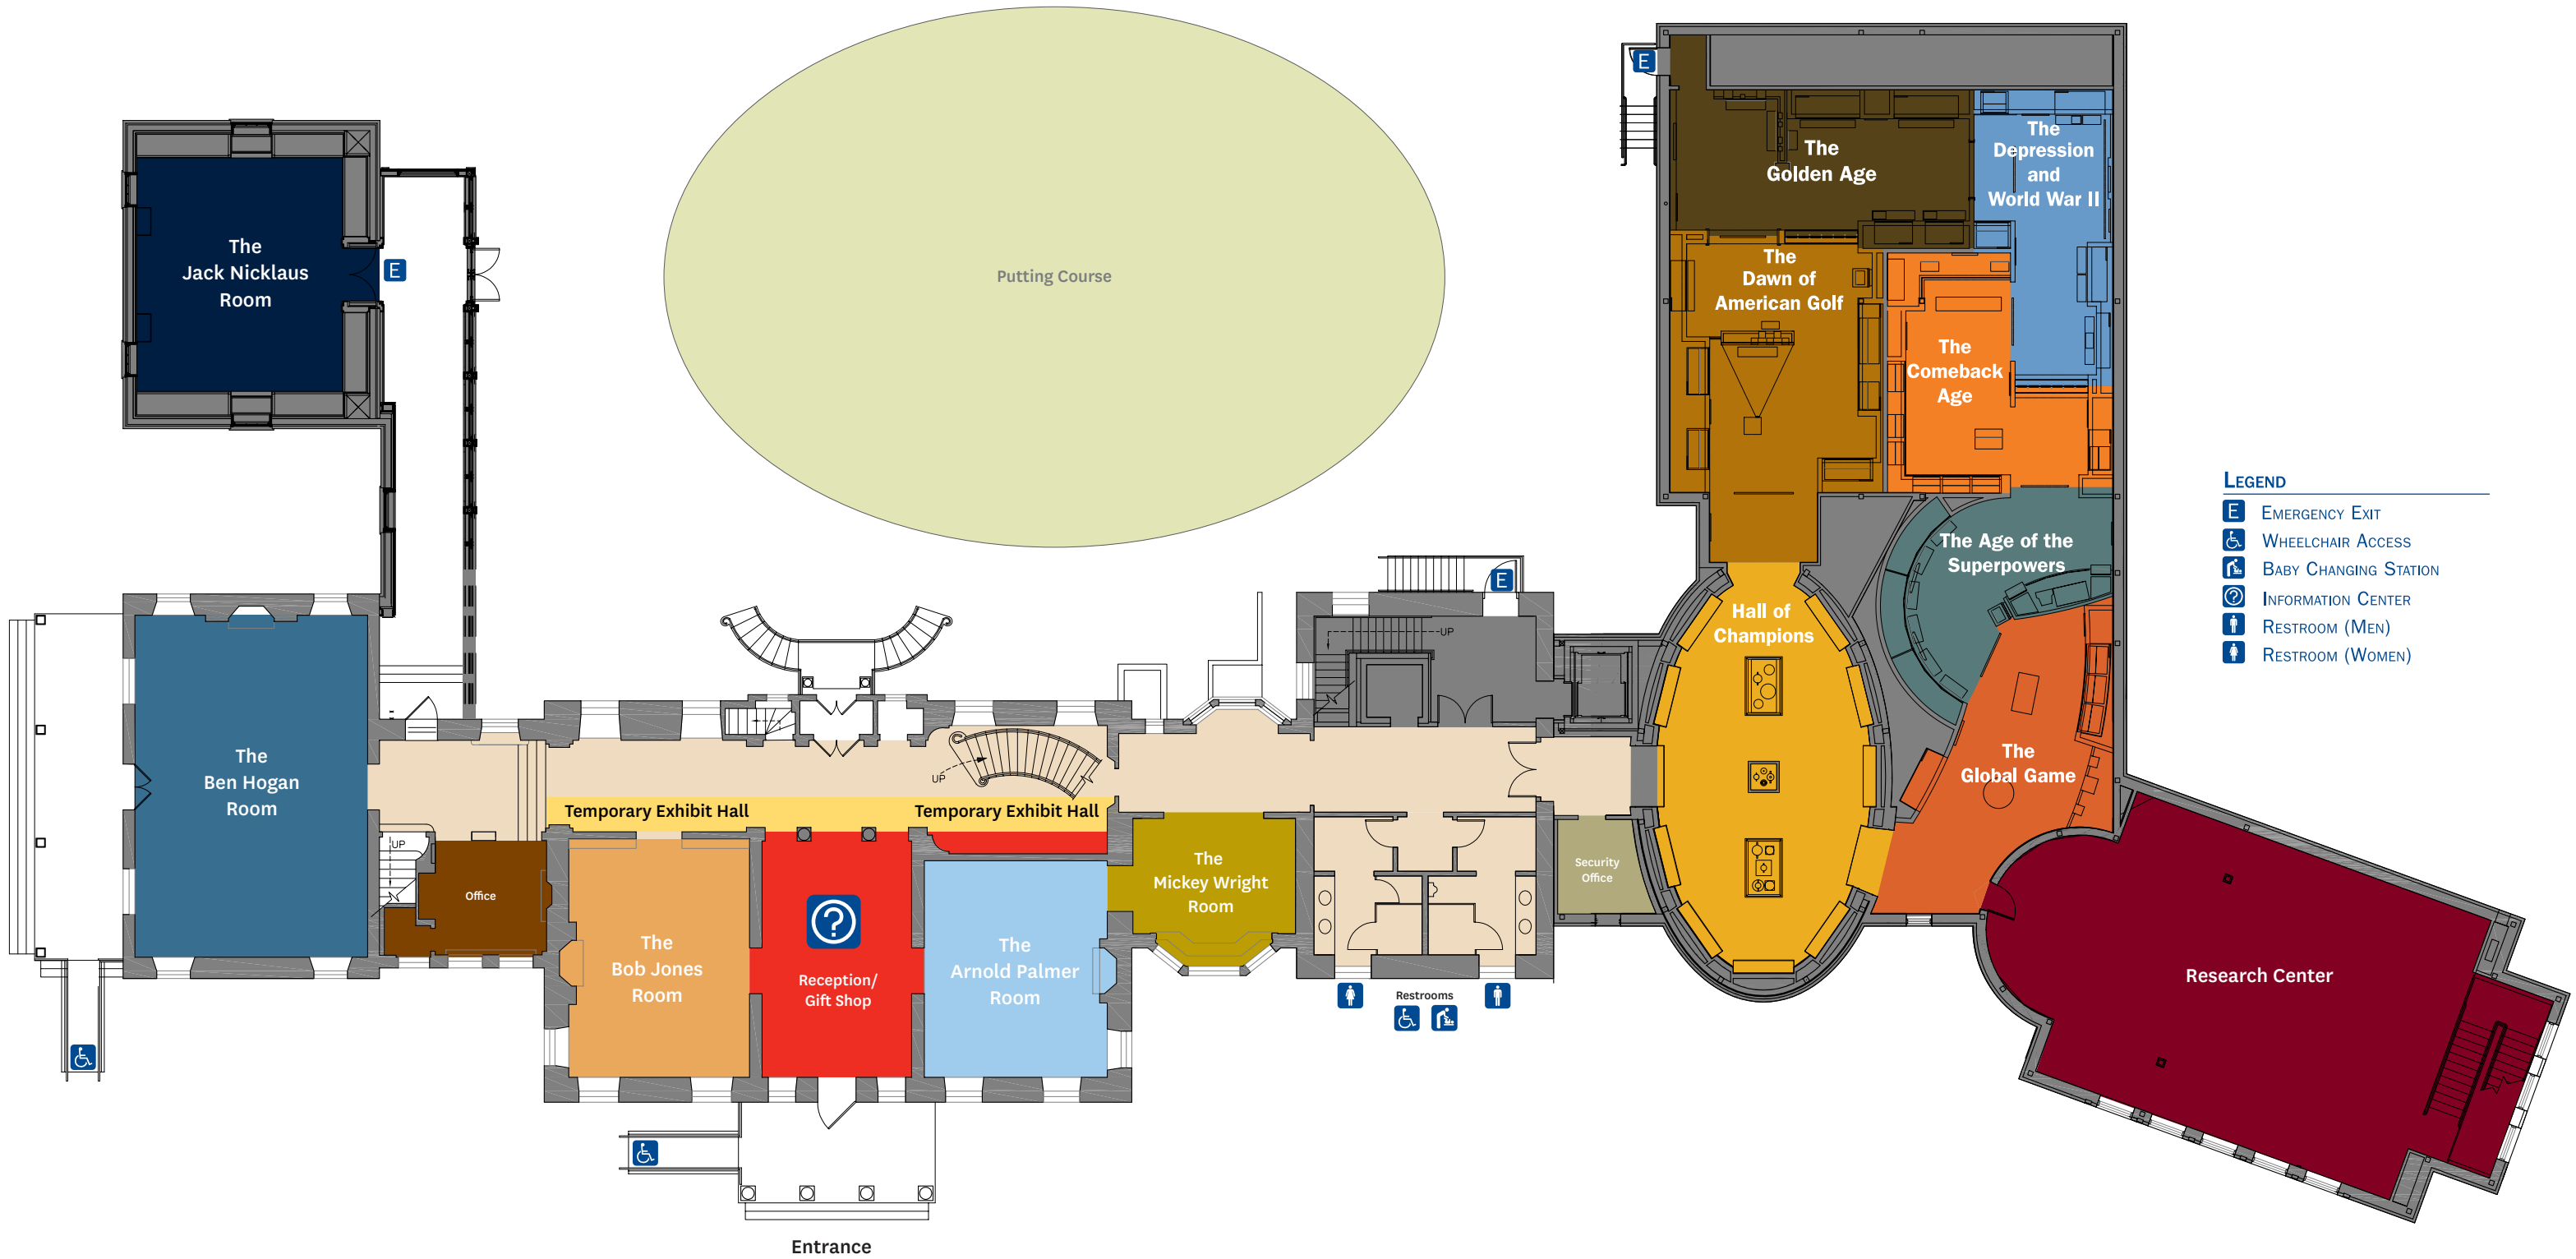 The
Jack Nicklaus
Room
E
Putting Course
E
The
Golden Age
The
Depression
and
World War II
The
Dawn of
American Golf
The
Comeback
Age
The Age of the
Superpowers
Hall of
Champions
The
Global Game
Research Center
LEGEND
E EMERGENCY EXIT
WHEELCHAIR ACCESS
BABY CHANGING STATION
? INFORMATION CENTER
RESTROOM (MEN)
RESTROOM (WOMEN)
E
UP
The
Ben Hogan
Room
UP
Temporary Exhibit Hall
Temporary Exhibit Hall
UP
Office
The
Bob Jones
Room
?
Reception/
Gift Shop
The
Arnold Palmer
Room
The
Mickey Wright
Room
Security
Office
Restrooms
Entrance